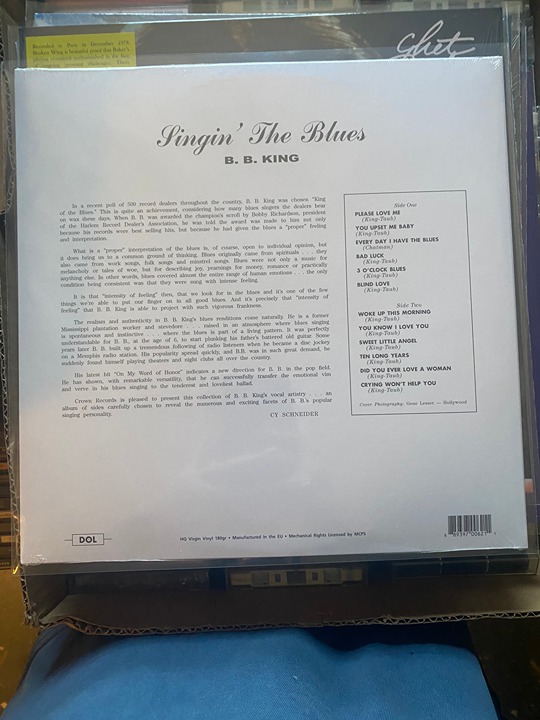 Recorded in Paris in December 1978,
Broken Wing is beautiful proof that Baker's
Singin' The Blues
B. B. KING
In a recent poll of 500 record dealers throughout the country, B. B. King was chosen "King
of the Blues." This is quite an achievement, considering how many blues singers the dealers hear
on wax these days. When B. B. was awarded the champion's scroll by Bobby Richardson, president
of the Harlem Record Dealer's Association, he was told the award was made to him not only
because his records were best selling hits, but because he had given the blues a "proper" feeling
and interpretation.
What is a "proper" interpretation of the blues is, of course, open to individual opinion, but
it does bring us to a common ground of thinking. Blues originally came from spirituals . . . they
also came from work songs, folk songs and minstrel songs. Blues were not only a music for
melancholy or tales of woe, but for describing joy, yearnings for money, romance or practically
anything else. In other words, blues covered almost the entire range of human emotions . . . the only
condition being consistent was that they were sung with intense feeling.
It is that "intensity of feeling" then, that we look for in the blues and it's one of the few
things we're able to put our finger on in all good blues. And it's precisely that "intensity of
feeling" that B. B. King is able to project with such vigorous frankness.
The realism and authenticity in B. B. King's blues renditions come naturally. He is a former
Mississippi plantation worker and stevedore . . . raised in an atmosphere where blues singing
is spontaneous and instinctive . . . where the blues is part of a living pattern. It was perfectly
understandable for B. B., at the age of 6, to start plunking his father's battered old guitar. Some
years later B. B. built up a tremendous following of radio listeners when he became a disc jockey
on a Memphis radio station. His popularity spread quickly, and B.B. was in such great demand, he
suddenly found himself playing theatres and night clubs all over the country.
His latest hit "On My Word of Honor" indicates a new direction for B. B. in the pop field.
He has shown, with remarkable versatility, that he can successfully transfer the emotional vim
and verve in his blues singing to the tenderest and loveliest ballad.
Crown Records is pleased to present this collection of B. B. King's vocal artistry . . . an
album of sides carefully chosen to reveal the numerous and exciting facets of B. B.'s popular
singing personality.
CY SCHNEIDER
Side One
PLEASE LOVE ME
(King-Taub)
YOU UPSET ME BABY
(King-Taub)
EVERY DAY I HAVE THE BLUES
(Chatman)
BAD LUCK
(King-Taub)
3 O'CLOCK BLUES
(King-Taub)
BLIND LOVE
(King-Taub)
Side Two
WOKE UP THIS MORNING
(King-Taub)
YOU KNOW I LOVE YOU
(King-Taub)
SWEET LITTLE ANGEL
(King-Taub)
TEN LONG YEARS
(King-Taub)
DID YOU EVER LOVE A WOMAN
(King-Taub)
CRYING WON'T HELP YOU
(King-Taub)
Cover Photography: Gene Lesser — Hollywood
DOL
HQ Virgin Vinyl 180gr • Manufactured in the EU • Mechanical Rights Licensed by MCPS